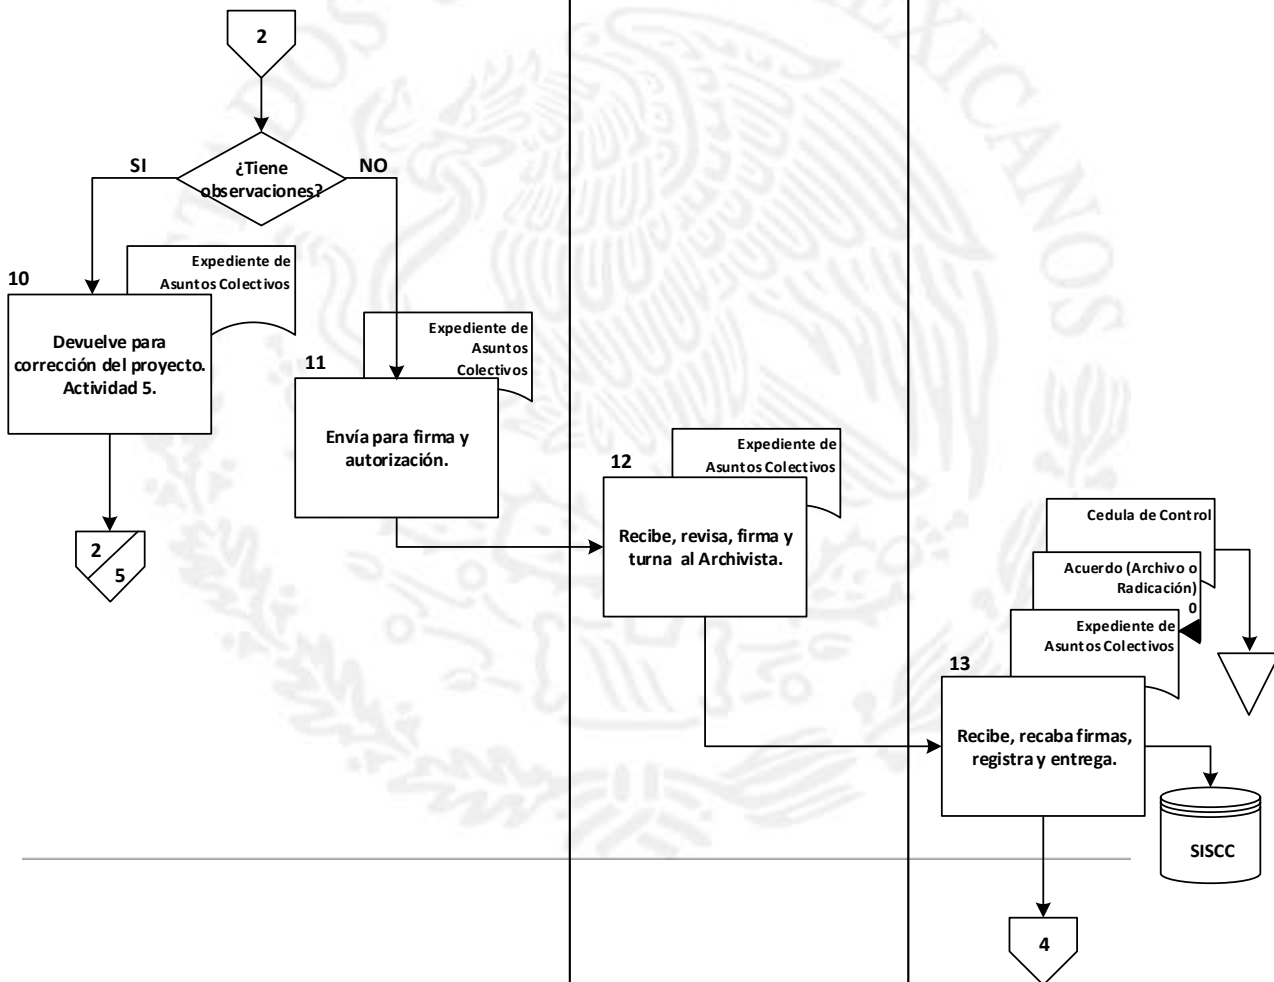 2
¿Tiene
observaciones?
SI
NO
10
Expediente de
Asuntos Colectivos
Devuelve para
corrección del proyecto.
Actividad 5.
2
5
11
Expediente de
Asuntos
Colectivos
Envía para firma y
autorización.
12
Expediente de
Asuntos Colectivos
Recibe, revisa, firma y
turna al Archivista.
Cedula de Control
Acuerdo (Archivo o
Radicación)
0
Expediente de
Asuntos Colectivos
13
Recibe, recaba firmas,
registra y entrega.
SISCC
4
ESTADOS UNIDOS MEXICANOS